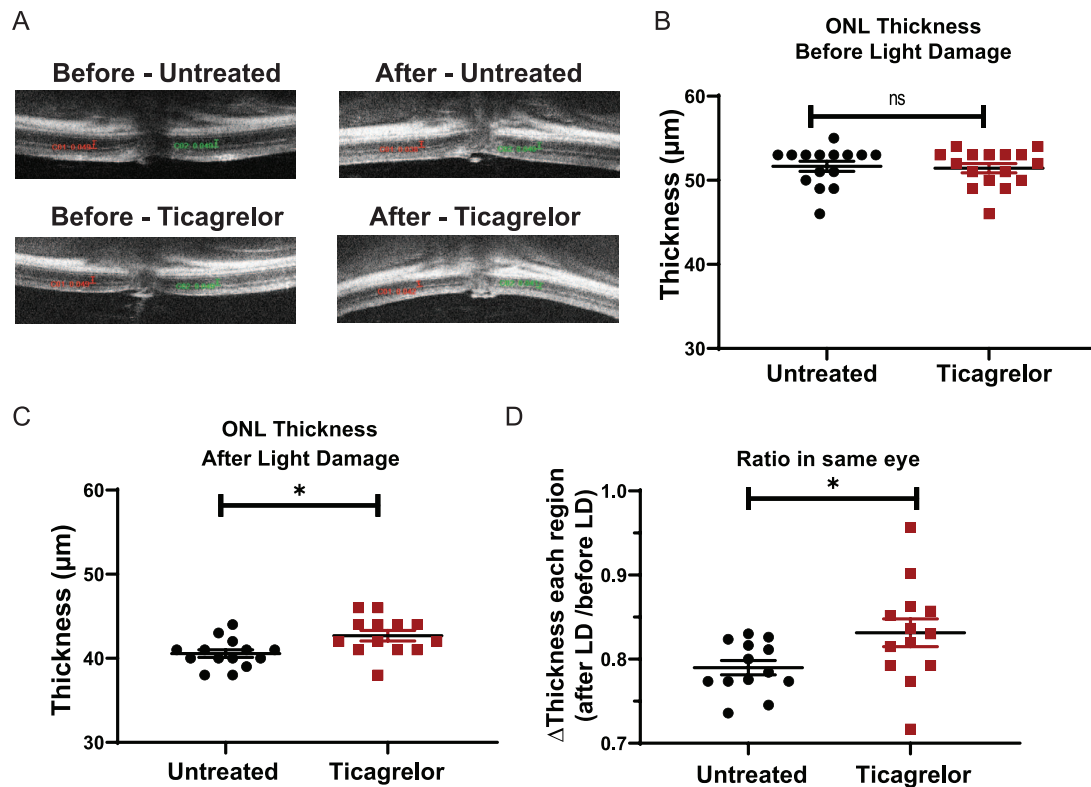 A
Before - Untreated
After - Untreated
Before - Ticagrelor
After - Ticagrelor
B
ONL Thickness
Before Light Damage
ns
Thickness (µm)
60
50
40
30
Untreated
Ticagrelor
C
ONL Thickness
After Light Damage
*
Thickness (µm)
60
50
40
30
Untreated
Ticagrelor
D
Ratio in same eye
*
ΔThickness each region
(after LD /before LD)
1.0
0.9
0.8
0.7
Untreated
Ticagrelor